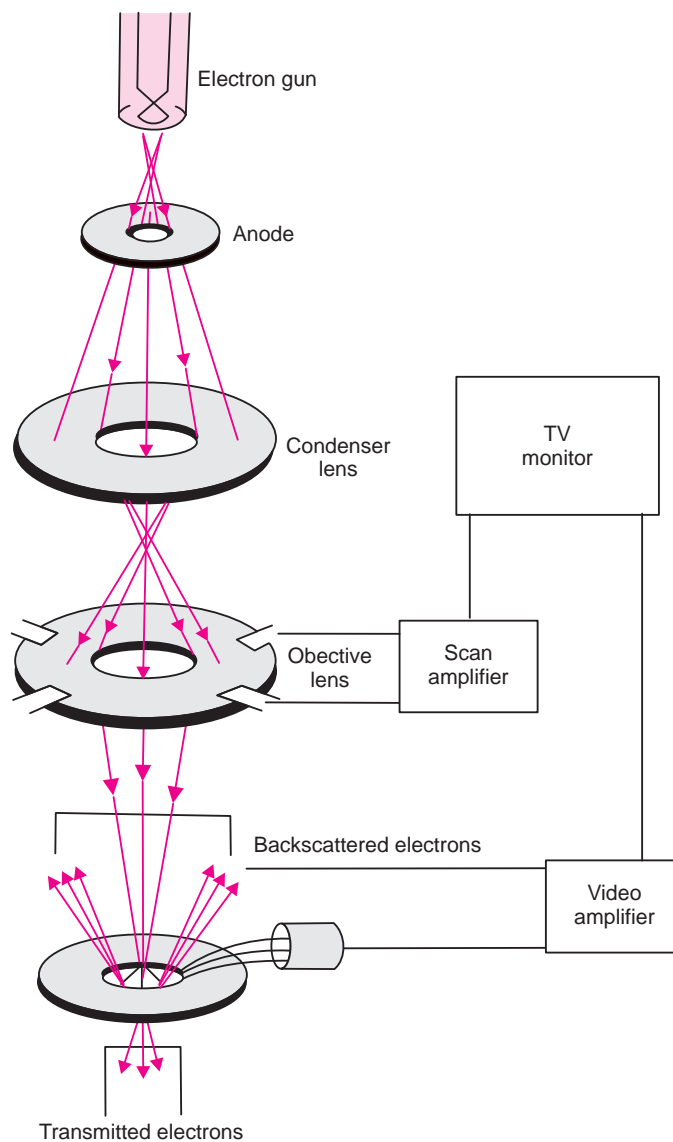 Electron gun
Anode
Condenser
lens
TV
monitor
Obective
lens
Scan
amplifier
Backscattered electrons
Video
amplifier
Transmitted electrons